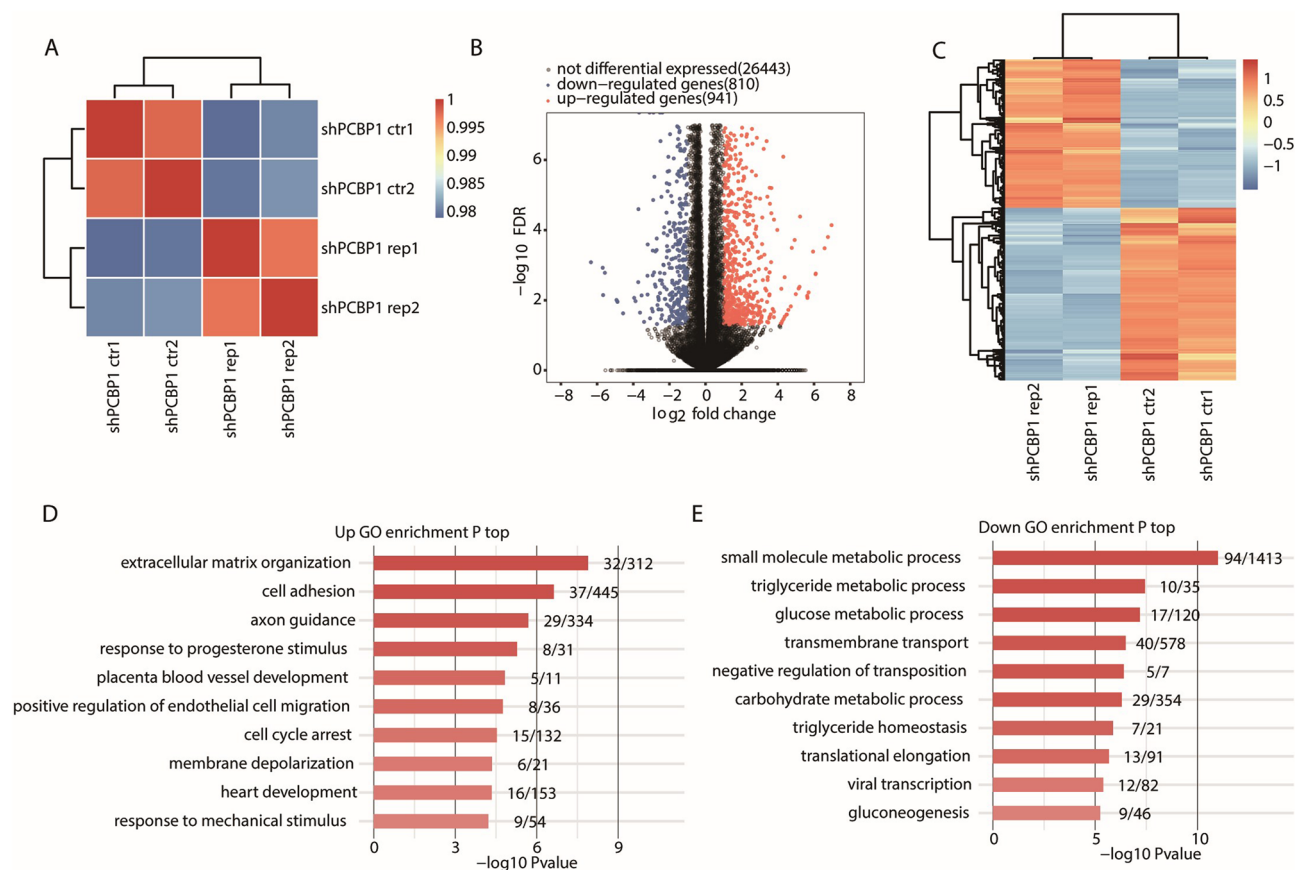 A
shPCBP1 ctr1
shPCBP1 ctr2
shPCBP1 rep1
shPCBP1 rep2
1
0.995
0.99
0.985
0.98
shPCBP1 ctr1
shPCBP1 ctr2
shPCBP1 rep1
shPCBP1 rep2
B
not differential expressed(26443)
down−regulated genes(810)
up−regulated genes(941)
−log10 FDR
6
4
2
0
−8 −6 −4 −2 0 2 4 6 8
log2 fold change
C
1
0.5
0
−0.5
−1
shPCBP1 rep2
shPCBP1 rep1
shPCBP1 ctr2
shPCBP1 ctr1
D
Up GO enrichment P top
extracellular matrix organization 32/312
cell adhesion 37/445
axon guidance 29/334
response to progesterone stimulus 8/31
placenta blood vessel development 5/11
positive regulation of endothelial cell migration 8/36
cell cycle arrest 15/132
membrane depolarization 6/21
heart development 16/153
response to mechanical stimulus 9/54
0 3 6 9
−log10 Pvalue
E
Down GO enrichment P top
small molecule metabolic process 94/1413
triglyceride metabolic process 10/35
glucose metabolic process 17/120
transmembrane transport 40/578
negative regulation of transposition 5/7
carbohydrate metabolic process 29/354
triglyceride homeostasis 7/21
translational elongation 13/91
viral transcription 12/82
gluconeogenesis 9/46
0 5 10
−log10 Pvalue